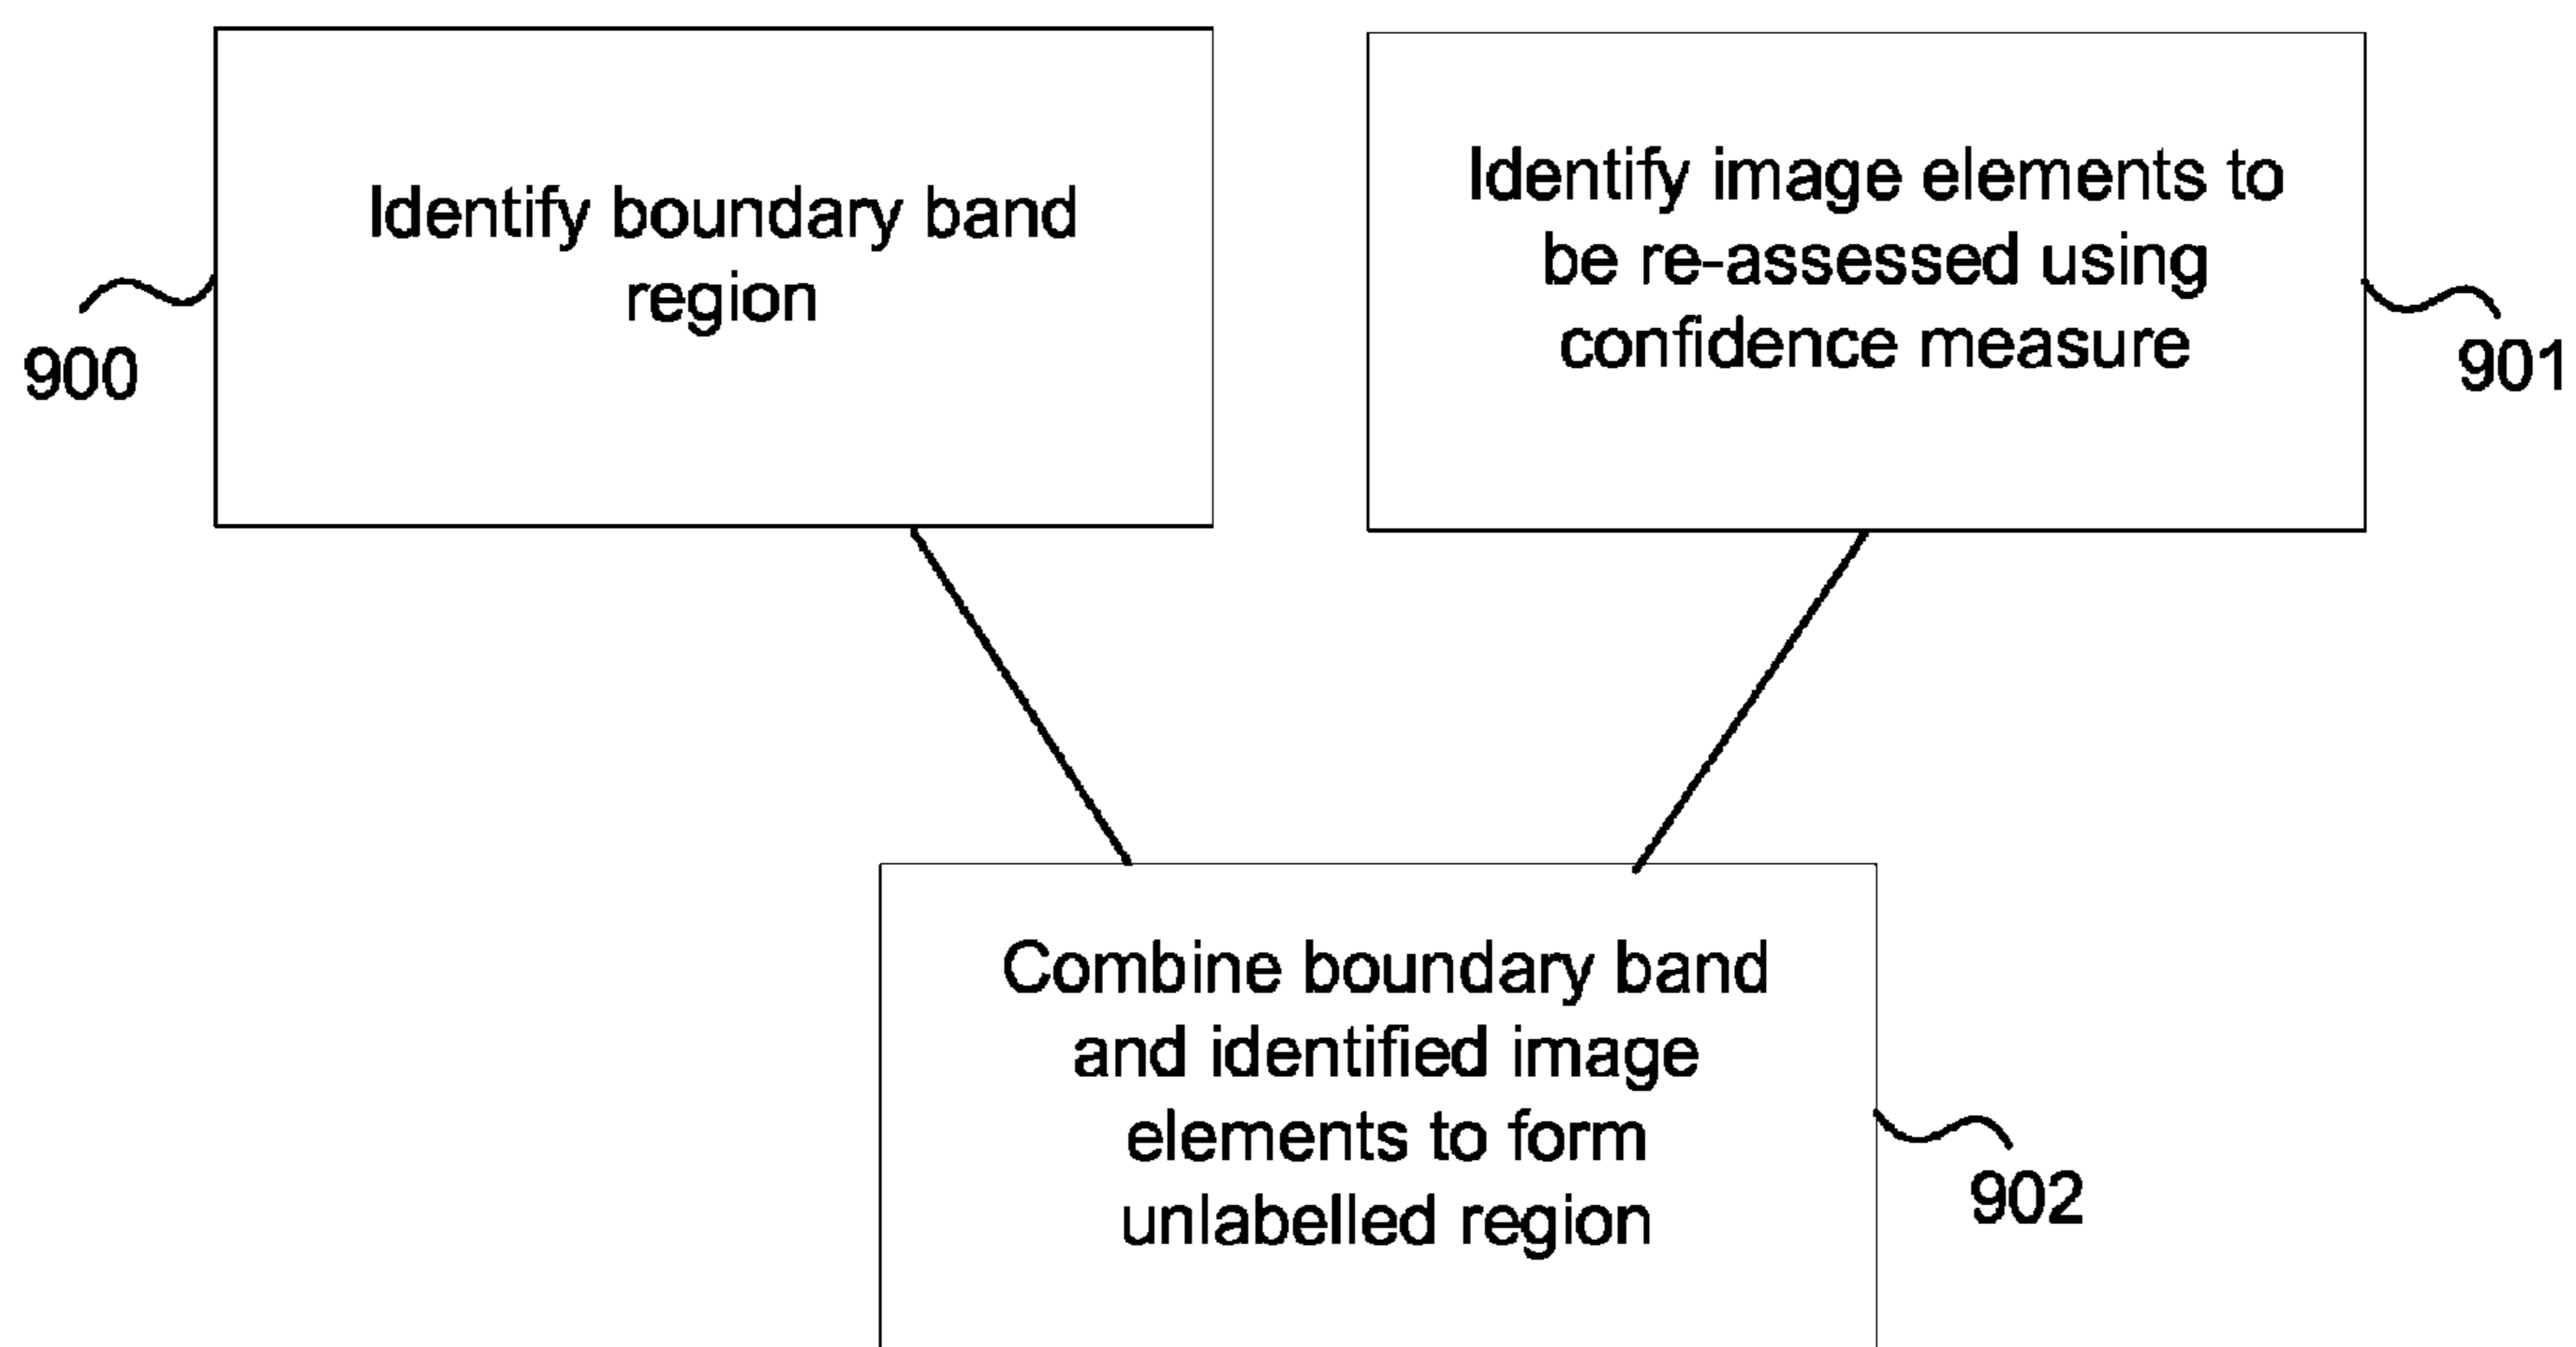 Identify boundary band
region
900
Identify image elements to
be re-assessed using
confidence measure
901
Combine boundary band
and identified image
elements to form
unlabelled region
902